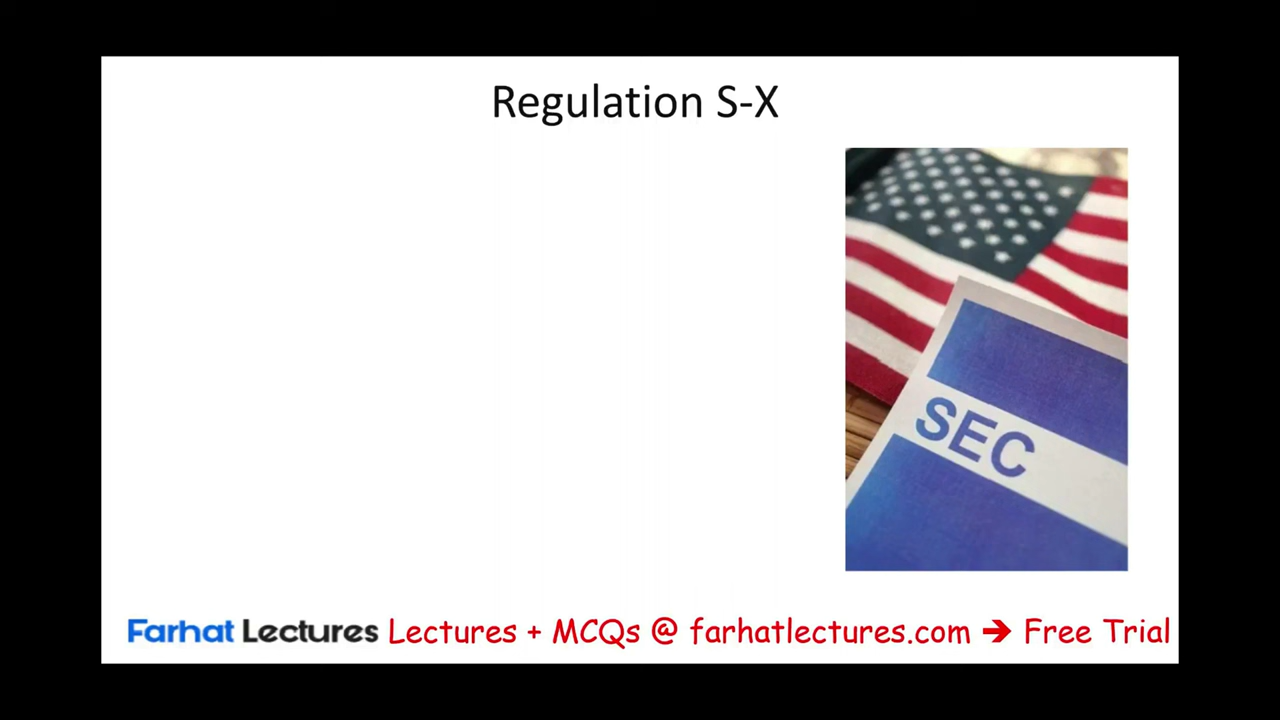 Regulation S-X
SEC
Farhat Lectures Lectures + MCQs @ farhatlectures.com → Free Trial